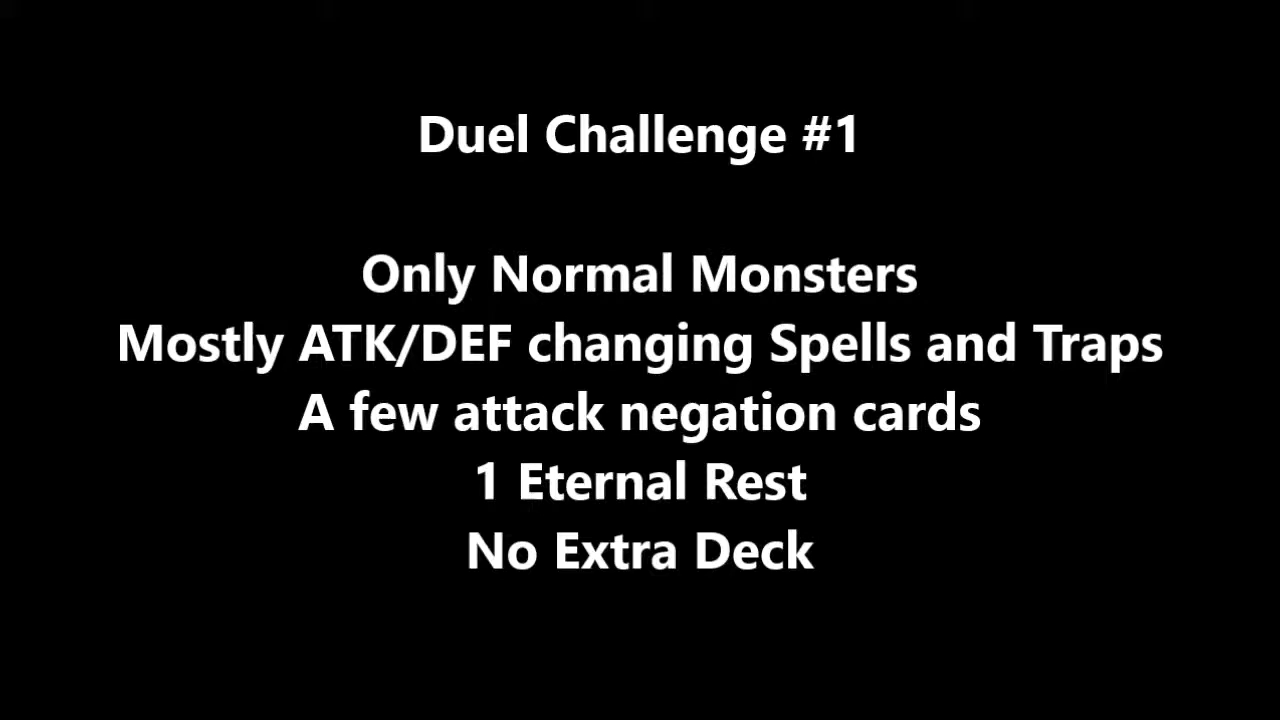 Duel Challenge #1
Only Normal Monsters
Mostly ATK/DEF changing Spells and Traps
A few attack negation cards
1 Eternal Rest
No Extra Deck